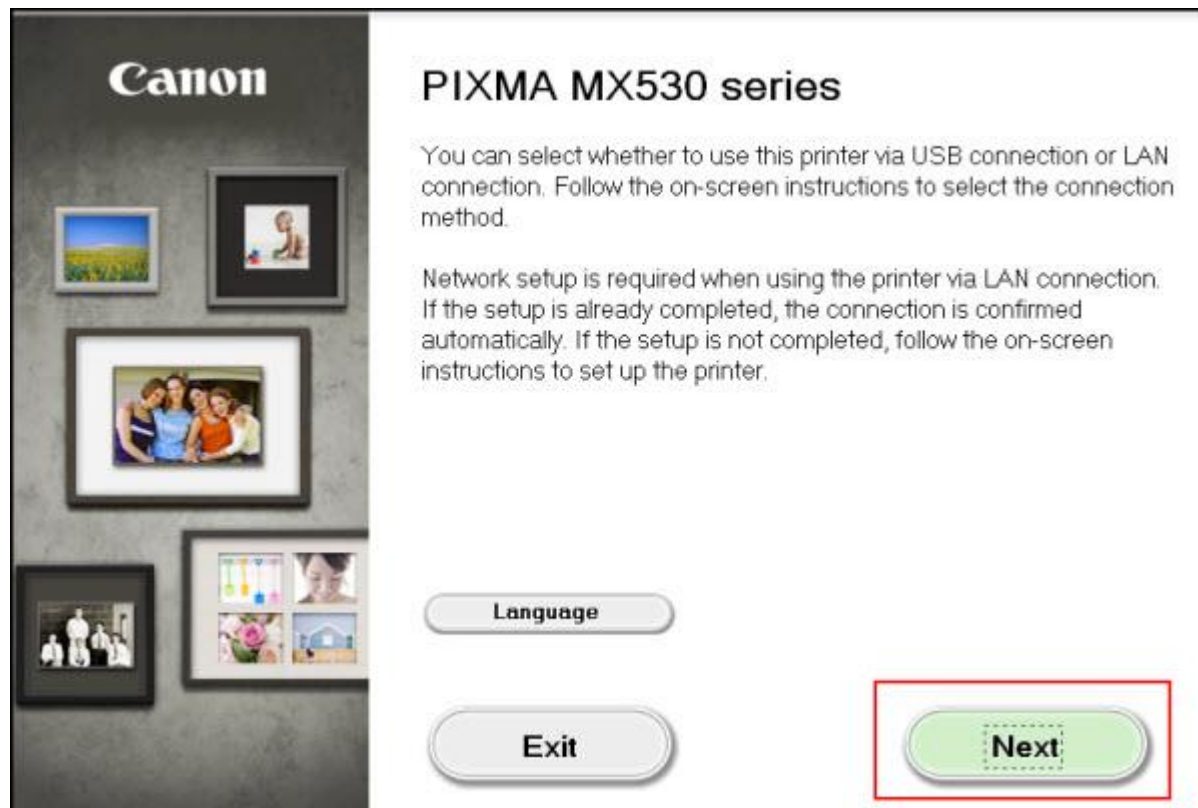 Canon
PIXMA MX530 series
You can select whether to use this printer via USB connection or LAN
connection. Follow the on-screen instructions to select the connection
method.
Network setup is required when using the printer via LAN connection.
If the setup is already completed, the connection is confirmed
automatically. If the setup is not completed, follow the on-screen
instructions to set up the printer.
Language
Exit
Next